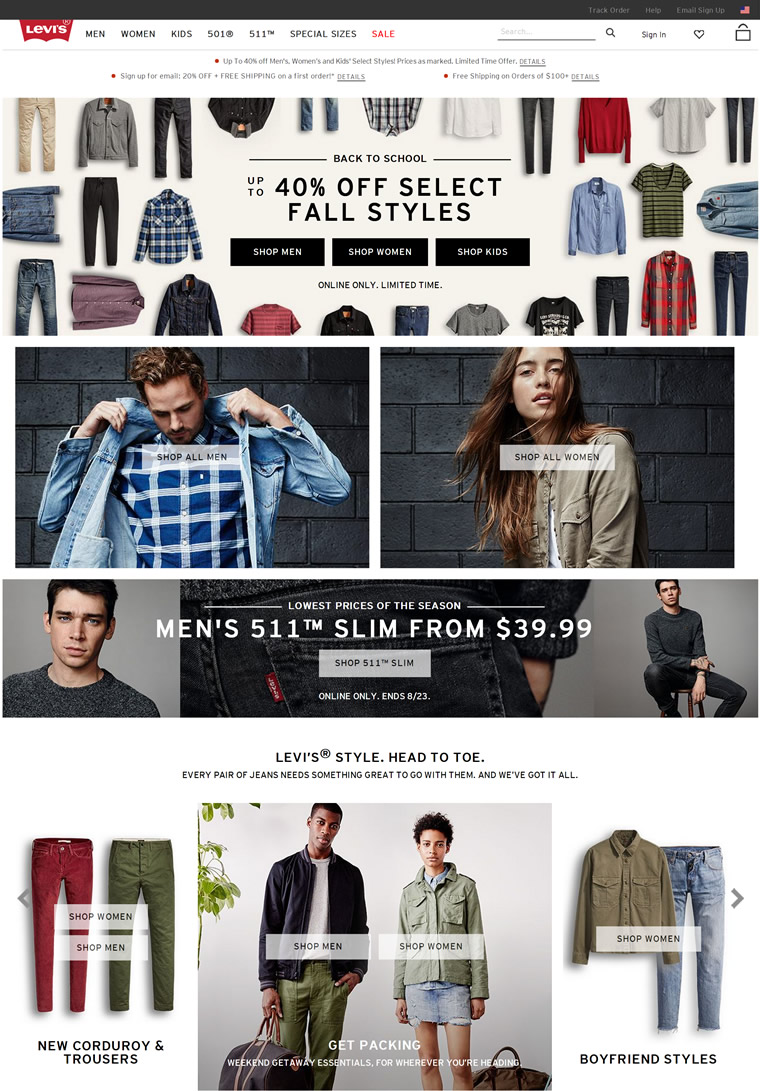 Track Order Help Email Sign Up
Levi's®
MEN WOMEN KIDS 501® 511™ SPECIAL SIZES SALE Search... Sign In
Up To 40% off Men's, Women's and Kids' Select Styles! Prices as marked. Limited Time Offer. DETAILS
Sign up for email: 20% OFF + FREE SHIPPING on a first order!* DETAILS
Free Shipping on Orders of $100+ DETAILS
BACK TO SCHOOL
UP TO 40% OFF SELECT
FALL STYLES
SHOP MEN SHOP WOMEN SHOP KIDS
ONLINE ONLY. LIMITED TIME.
SHOP ALL MEN SHOP ALL WOMEN
LOWEST PRICES OF THE SEASON
MEN'S 511™ SLIM FROM $39.99
SHOP 511™ SLIM
ONLINE ONLY. ENDS 8/23.
LEVI'S® STYLE. HEAD TO TOE.
EVERY PAIR OF JEANS NEEDS SOMETHING GREAT TO GO WITH THEM. AND WE'VE GOT IT ALL.
SHOP WOMEN
SHOP MEN
NEW CORDUROY &
TROUSERS
SHOP MEN SHOP WOMEN
GET PACKING
WEEKEND GETAWAY ESSENTIALS, FOR WHEREVER YOU'RE HEADING.
SHOP WOMEN
BOYFRIEND STYLES